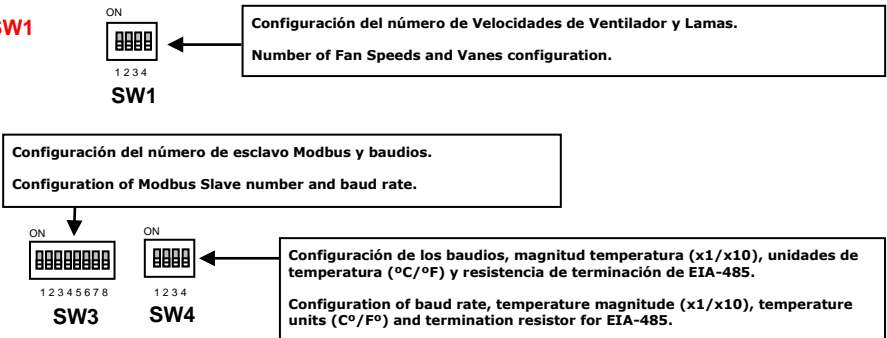 SW1
ON
1 2 3 4
SW1
Configuración del número de Velocidades de Ventilador y Lamas.
Number of Fan Speeds and Vanes configuration.
Configuración del número de esclavo Modbus y baudios.
Configuration of Modbus Slave number and baud rate.
ON
1 2 3 4 5 6 7 8
SW3
ON
1 2 3 4
SW4
Configuración de los baudios, magnitud temperatura (x1/x10), unidades de
temperatura (ºC/ºF) y resistencia de terminación de EIA-485.
Configuration of baud rate, temperature magnitude (x1/x10), temperature
units (Cº/Fº) and termination resistor for EIA-485.